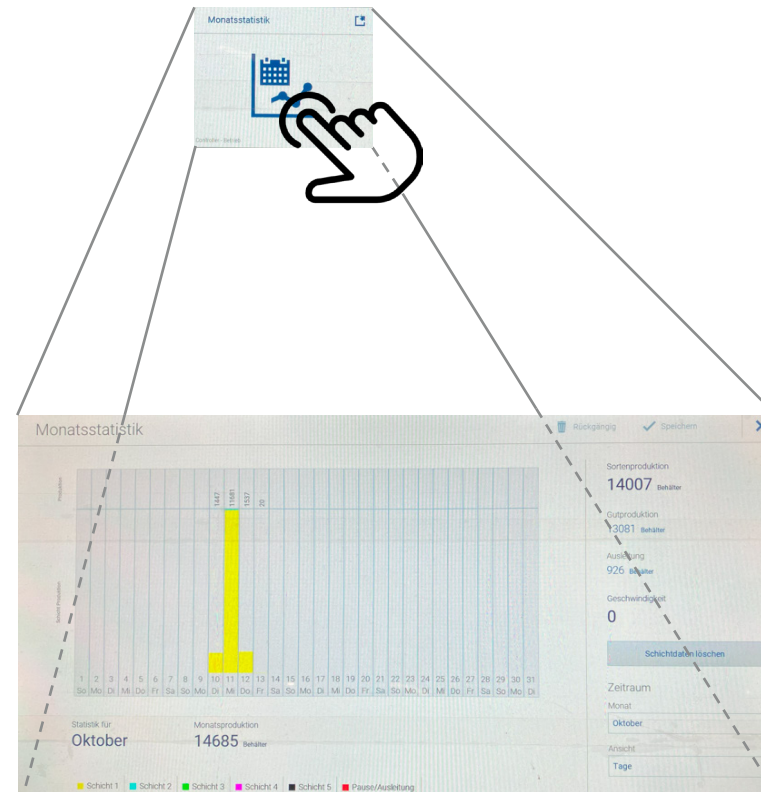 Monatsstatistik
Monatsstatistik
Rückgängig
Speichern
Produktion
Schicht Produktion
1447
11681
1537
20
1 2 3 4 5 6 7 8 9 10 11 12 13 14 15 16 17 18 19 20 21 22 23 24 25 26 27 28 29 30 31
So Mo Di Mi Do Fr Sa So Mo Di Mi Do Fr Sa So Mo Di Mi Do Fr Sa So Mo Di Mi Do Fr Sa So Mo Di
Statistik für
Oktober
Monatsproduktion
14685 Behälter
Schicht 1 Schicht 2 Schicht 3 Schicht 4 Schicht 5 Pause/Ausleitung
Sortenproduktion
14007 Behälter
Gutproduktion
13081 Behälter
Ausleitung
926 Behälter
Geschwindigkeit
0
Schichtdaten löschen
Zeitraum
Monat
Oktober
Ansicht
Tage